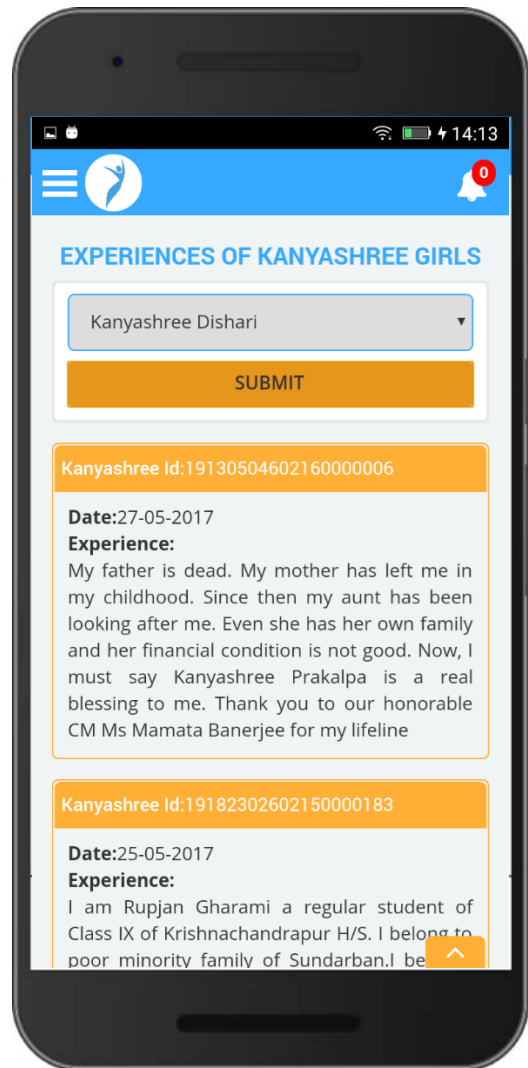 14:13
0
EXPERIENCES OF KANYASHREE GIRLS
Kanyashree Dishari
SUBMIT
Kanyashree Id:19130504602160000006
Date:27-05-2017
Experience:
My father is dead. My mother has left me in
my childhood. Since then my aunt has been
looking after me. Even she has her own family
and her financial condition is not good. Now, I
must say Kanyashree Prakalpa is a real
blessing to me. Thank you to our honorable
CM Ms Mamata Banerjee for my lifeline
Kanyashree Id:19182302602150000183
Date:25-05-2017
Experience:
I am Rupjan Gharami a regular student of
Class IX of Krishnachandrapur H/S. I belong to
poor minority family of Sundarban.I be